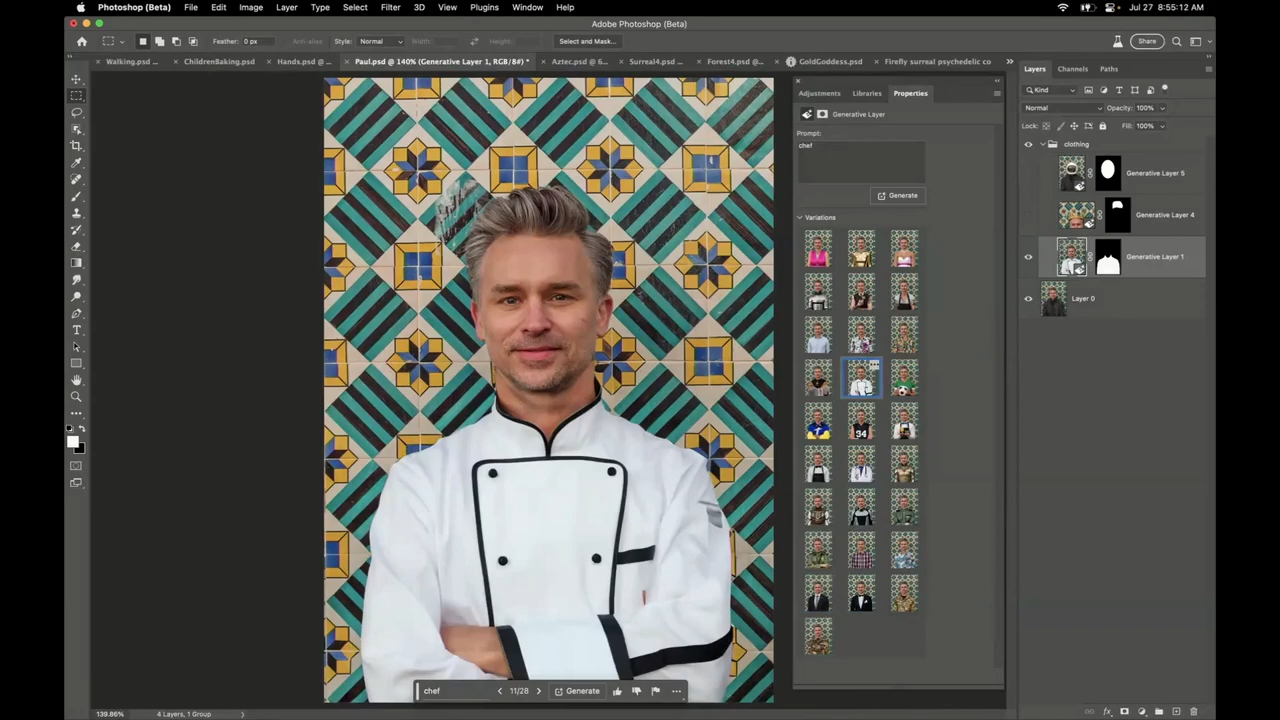 Photoshop (Beta) File Edit Image Layer Type Select Filter 3D View Plugins Window Help Jul 27 8:55:12 AM
Adobe Photoshop (Beta)
Feather: 0 px Anti-alias Style: Normal Width: Height: Select and Mask... Share
Walking.psd ... ChildrenBaking.psd Hands.psd @ ... Paul.psd @ 140% (Generative Layer 1, RGB/8#) * Aztec.psd @ 6... Surreal4.psd ... Forest4.psd @... GoldGoddess.psd Firefly surreal psychedelic co
Layers Channels Paths
Adjustments Libraries Properties
Kind
Generative Layer
Normal Opacity: 100%
Lock: Fill: 100%
Prompt:
chef
clothing
Generative Layer 5
Generate
Generative Layer 4
Variations
Generative Layer 1
Layer 0
34
chef 11/28 Generate
139.86% 4 Layers, 1 Group